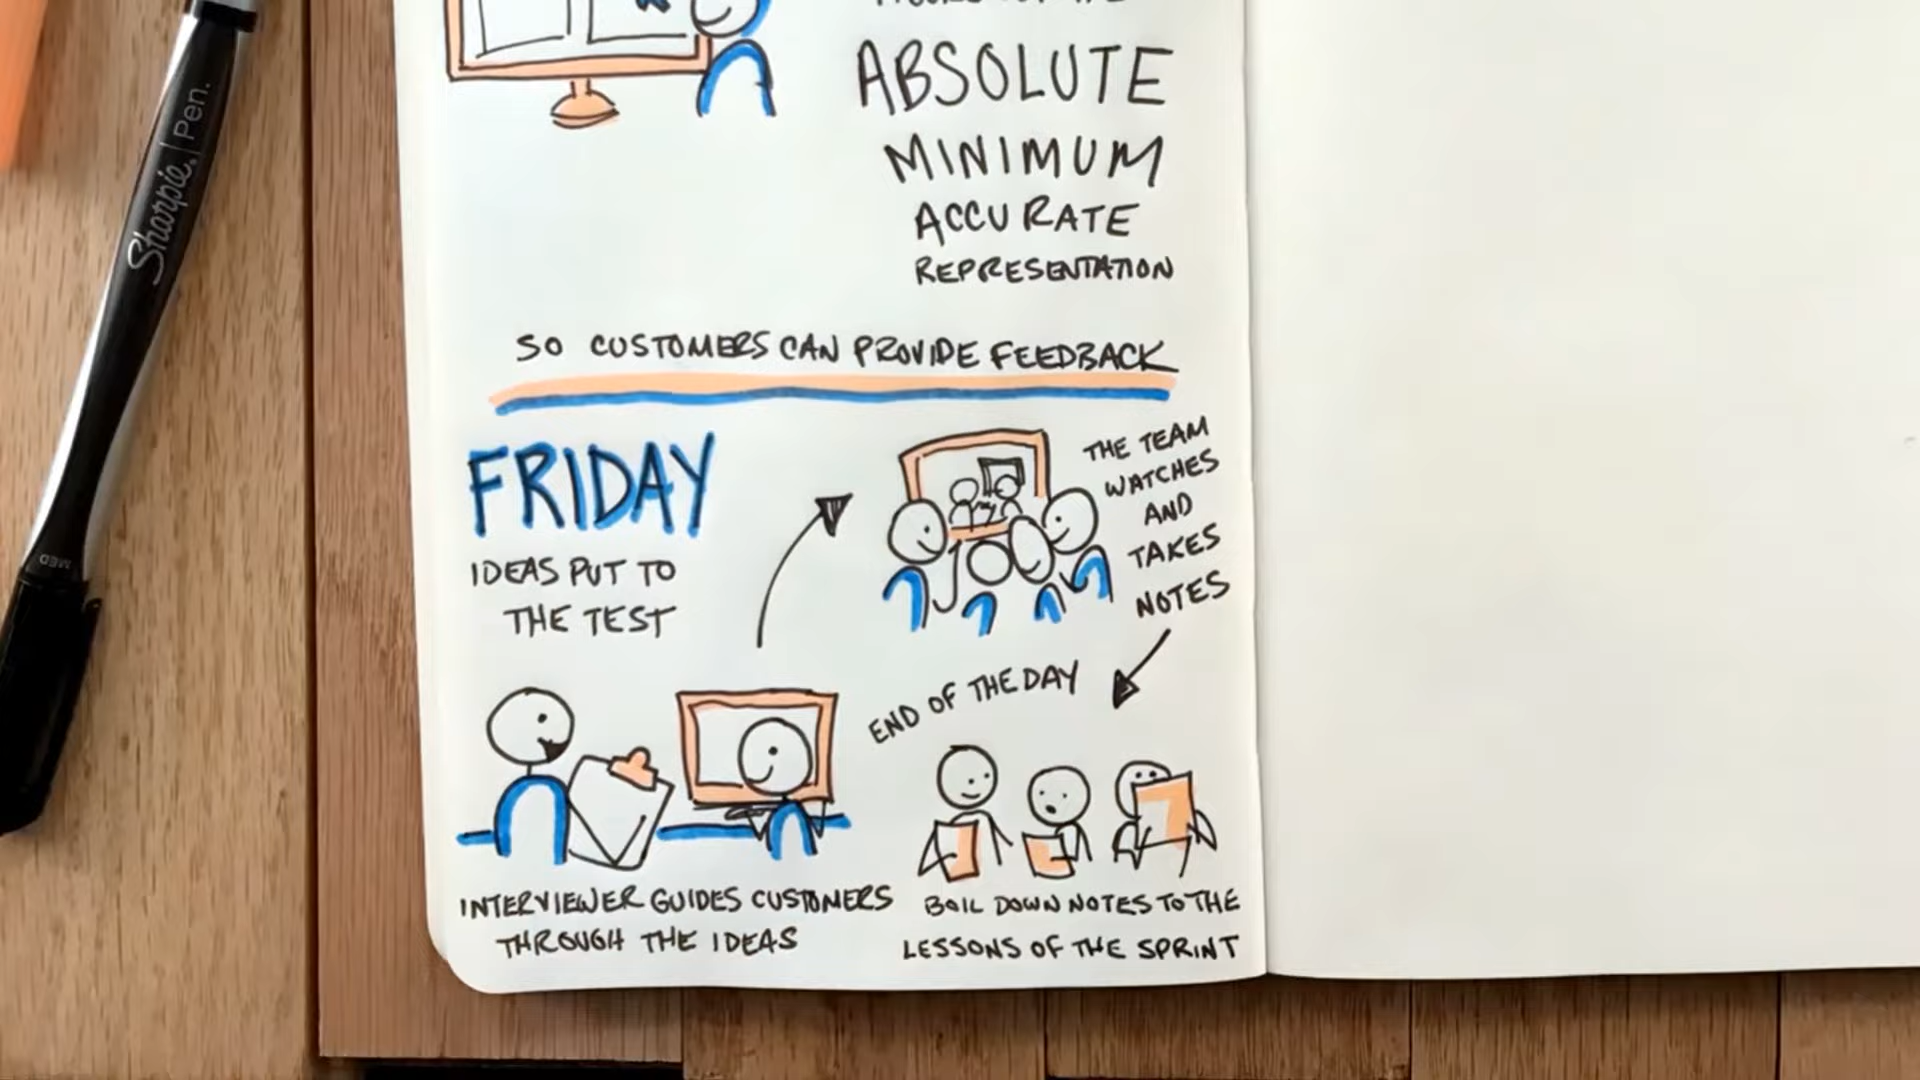 ABSOLUTE
MINIMUM
ACCURATE
REPRESENTATION
SO CUSTOMERS CAN PROVIDE FEEDBACK
FRIDAY
IDEAS PUT TO
THE TEST
THE TEAM
WATCHES
AND
TAKES
NOTES
END OF THE DAY
INTERVIEWER GUIDES CUSTOMERS
THROUGH THE IDEAS
BOIL DOWN NOTES TO THE
LESSONS OF THE SPRINT
Sharpie. Pen.
MED